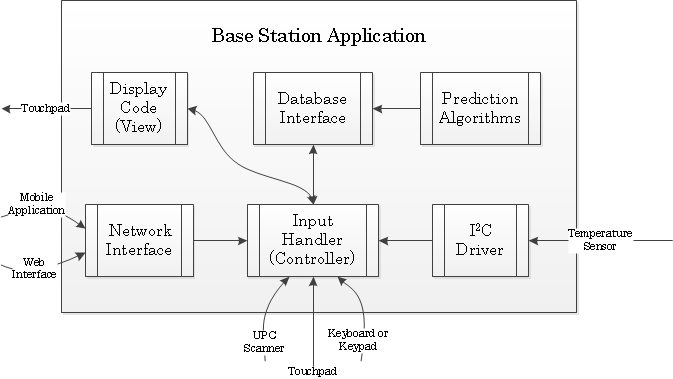 Base Station Application
Display
Code
(View)
Database
Interface
Prediction
Algorithms
Touchpad
Mobile
Application
Network
Interface
Input
Handler
(Controller)
I²C
Driver
Temperature
Sensor
Web
Interface
UPC
Scanner
Touchpad
Keyboard or
Keypad